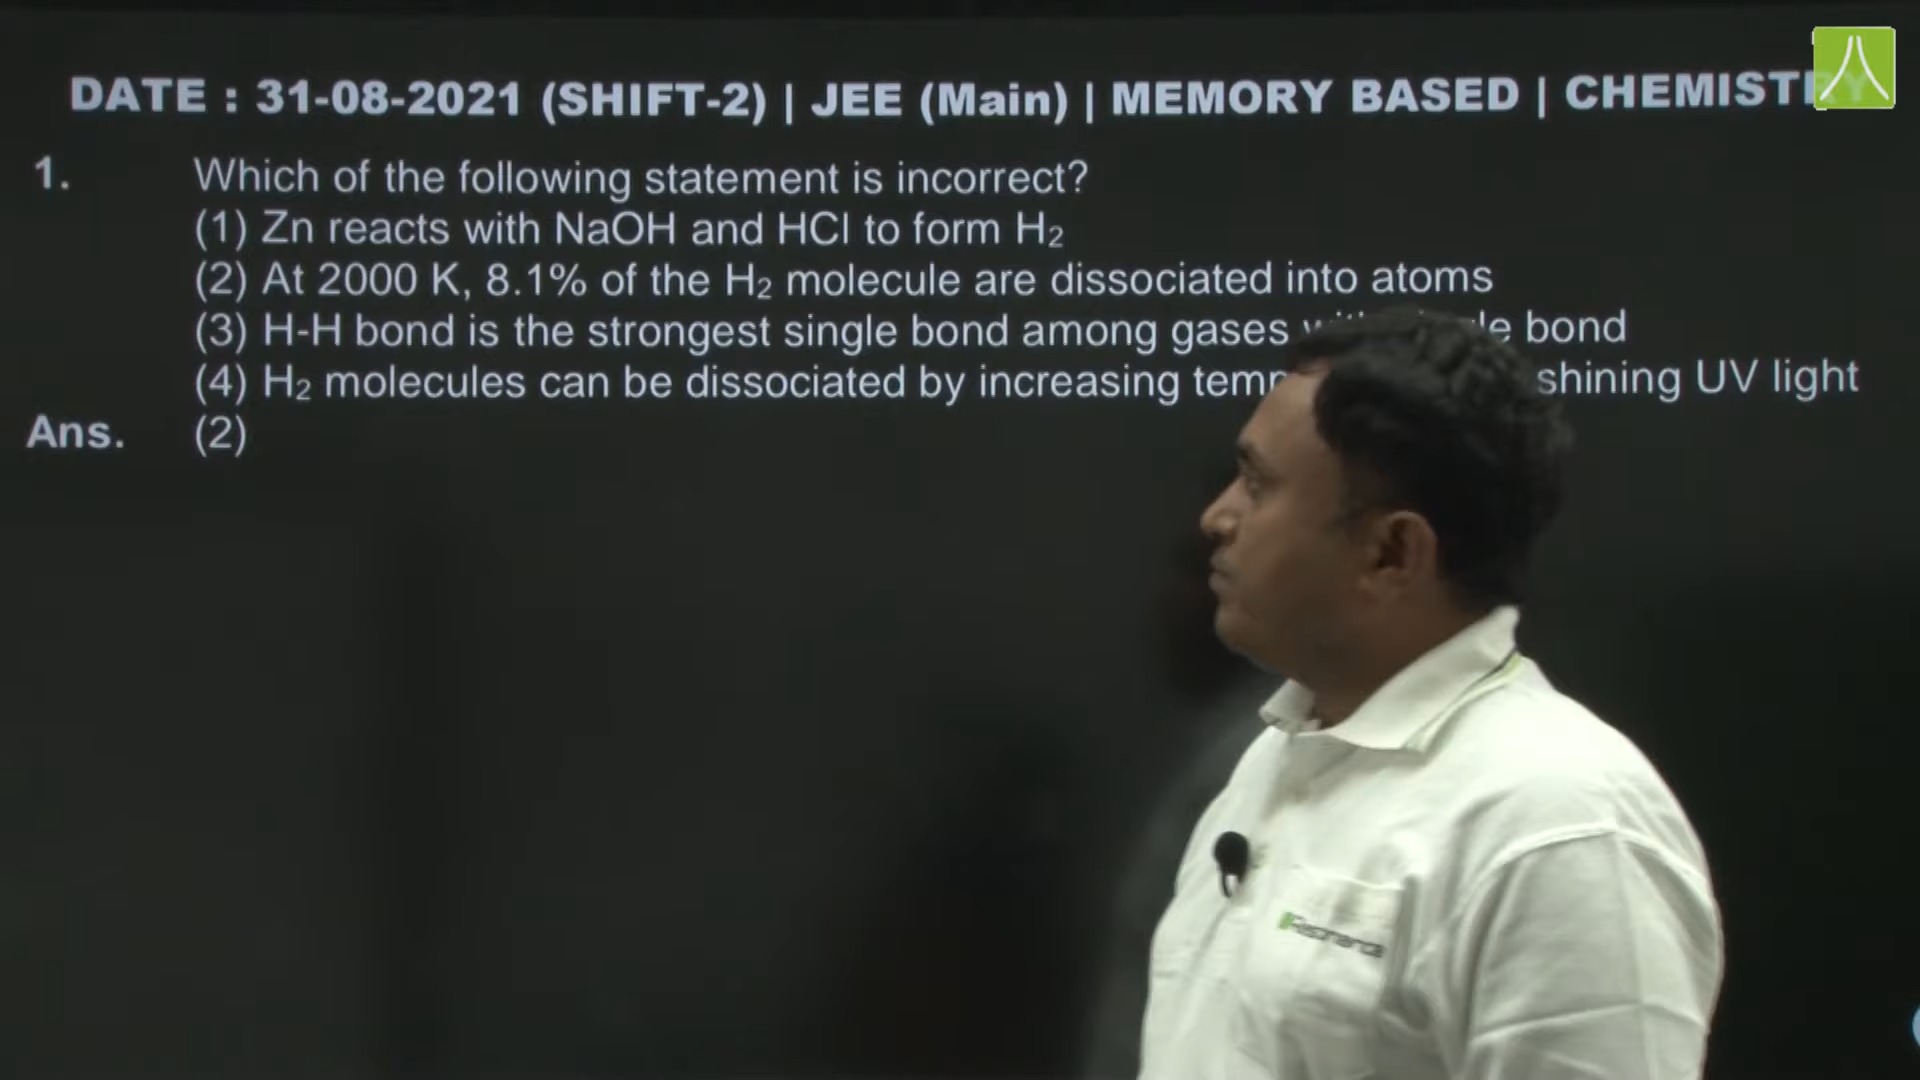 DATE : 31-08-2021 (SHIFT-2) | JEE (Main) | MEMORY BASED | CHEMISTRY
1. Which of the following statement is incorrect?
(1) Zn reacts with NaOH and HCl to form H₂
(2) At 2000 K, 8.1% of the H₂ molecule are dissociated into atoms
(3) H-H bond is the strongest single bond among gases bond
(4) H₂ molecules can be dissociated by increasing shining UV light
Ans. (2)
Resonance